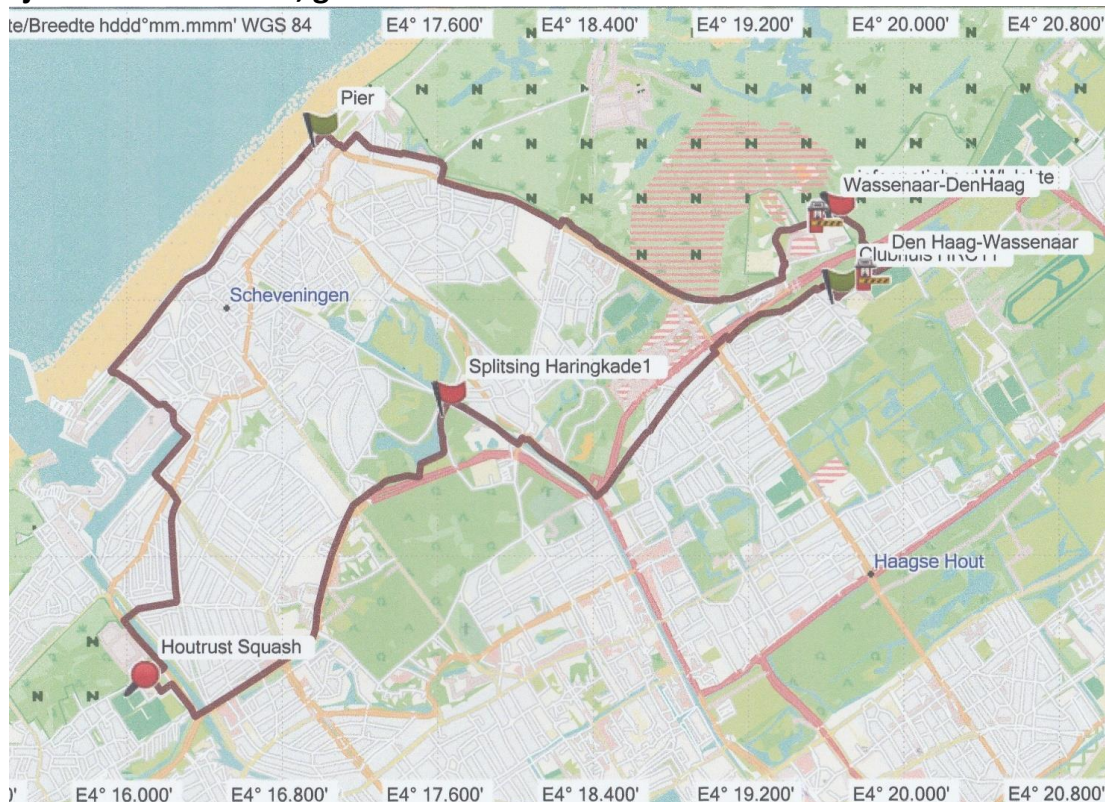 te/Breedte hddd°mm.mmm' WGS 84
E4° 17.600'
E4° 18.400'
E4° 19.200'
E4° 20.000'
E4° 20.800'
N
N N N N N N N
N N N N N N
Pier
N
N N
Wassenaar-DenHaag
Den Haag-Wassenaar
Clubhuis
Scheveningen
Splitsing Haringkade1
Haagse Hout
N
Houtrust Squash
N N N
0'
E4° 16.000'
E4° 16.800'
E4° 17.600'
E4° 18.400'
E4° 19.200'
E4° 20.000'
E4° 20.800'